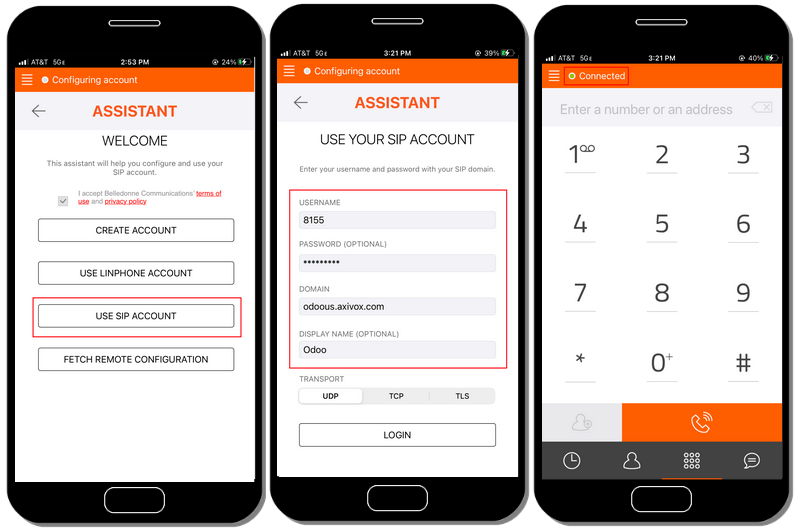 AT&T 5GE 2:53 PM 24%
Configuring account
ASSISTANT
WELCOME
This assistant will help you configure and use your
SIP account.
I accept Belledonne Communications' terms of
use and privacy policy
CREATE ACCOUNT
USE LINPHONE ACCOUNT
USE SIP ACCOUNT
FETCH REMOTE CONFIGURATION
AT&T 5GE 3:21 PM 39%
Configuring account
ASSISTANT
USE YOUR SIP ACCOUNT
Enter your username and password with your SIP domain.
USERNAME
8155
PASSWORD (OPTIONAL)
•••••••••
DOMAIN
odoous.axivox.com
DISPLAY NAME (OPTIONAL)
Odoo
TRANSPORT
UDP TCP TLS
LOGIN
AT&T 5GE 3:21 PM 40%
Connected
Enter a number or an address
1 2 3
4 5 6
7 8 9
* 0+ #